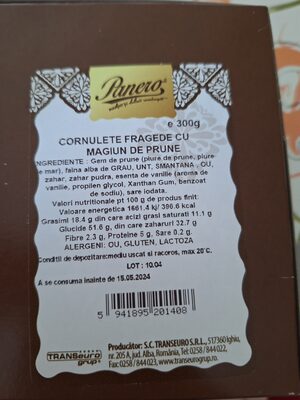 Panero
e 300g
CORNULETE FRAGEDE CU
MAGIUN DE PRUNE
INGREDIENTE : Gem de prune (piure de prune, piure
de mar), faina alba de GRAU, UNT, SMANTANA , OU,
zahar, zahar pudra, esenta de vanilie (aroma de
vanilie, propilen glycol, Xanthan Gum, benzoat
de sodiu), sare iodata.
Valori nutritionale pt 100 g de produs finit:
Valoare energetica 1661.4 kj/ 396.6 kcal
Grasimi 18.4 g din care acizi grasi saturati 11.1 g
Glucide 51.6 g, din care zaharuri 32.7 g
Fibre 2.3 g, Proteine 5 g, Sare 0.2 g.
ALERGENI: OU, GLUTEN, LACTOZA
Conditii de depozitare:mediu uscat si racoros, max 20°C.
LOT : 10.04
A se consuma inainte de 15.05.2024
5 941895 201408
TRANSeuro
grup
Producător: S.C. TRANSEURO S.R.L., 517360 Ighiu,
nr. 205 A, jud. Alba, România, Tel: 0258 / 844 022,
Fax: 0258 / 844 023, www.transeurogrup.ro